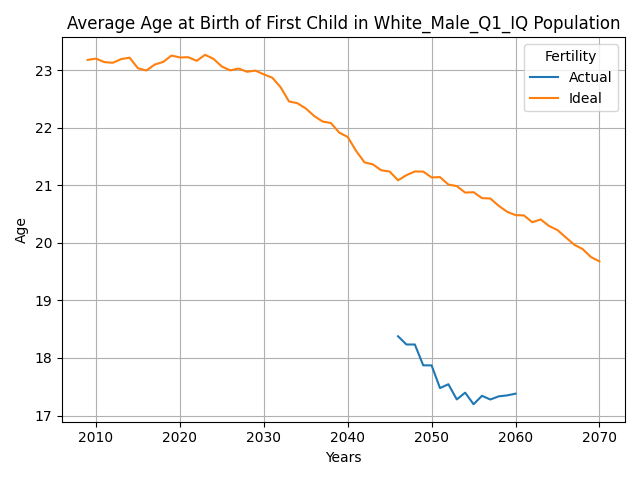 Average Age at Birth of First Child in White_Male_Q1_IQ Population
Fertility
Actual
Ideal
Age
23
22
21
20
19
18
17
2010
2020
2030
2040
2050
2060
2070
Years